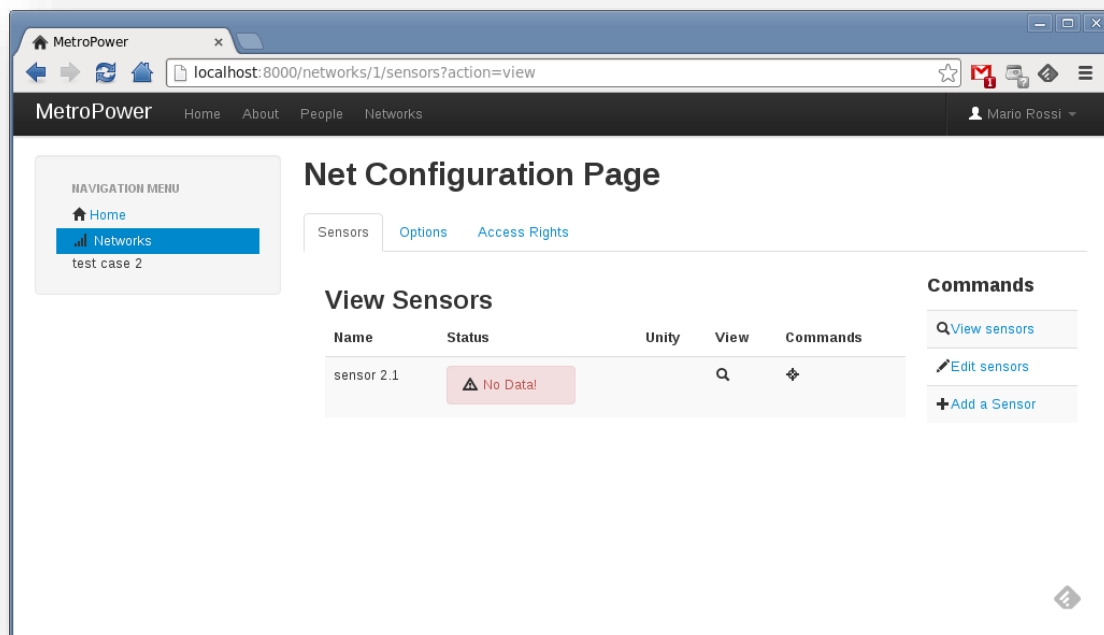 MetroPower
localhost:8000/networks/1/sensors?action=view
1
?
MetroPower Home About People Networks Mario Rossi
NAVIGATION MENU
Home
Networks
test case 2
Net Configuration Page
Sensors Options Access Rights
View Sensors
Name Status Unity View Commands
sensor 2.1 No Data!
Commands
View sensors
Edit sensors
Add a Sensor